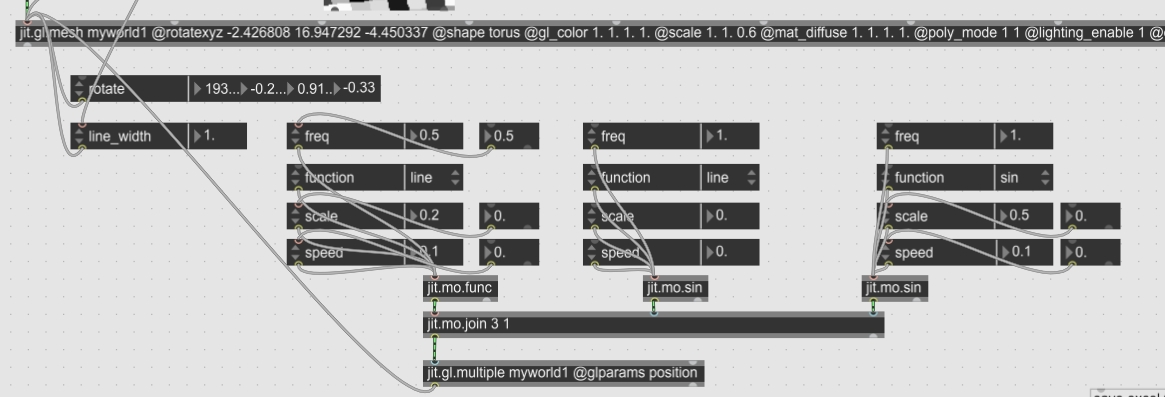 jit.gl.mesh myworld1 @rotatexyz -2.426808 16.947292 -4.450337 @shape torus @gl_color 1. 1. 1. 1. @scale 1. 1. 0.6 @mat_diffuse 1. 1. 1. 1. @poly_mode 1 1 @lighting_enable 1
rotate 193... -0.2... 0.91.. -0.33
line_width 1.
freq 0.5 0.5 freq 1. freq 1.
function line function line function sin
scale 0.2 0. scale 0. scale 0.5 0.
speed 0.1 0. speed 0. speed 0.1 0.
jit.mo.func jit.mo.sin jit.mo.sin
jit.mo.join 3 1
jit.gl.multiple myworld1 @glparams position